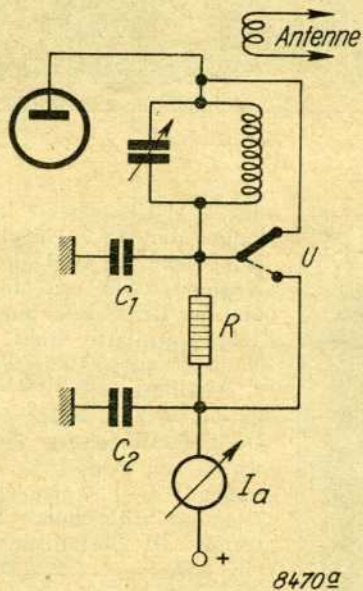 Antenne
C₁
U
R
C₂
Iₐ
+
8470ᵃ